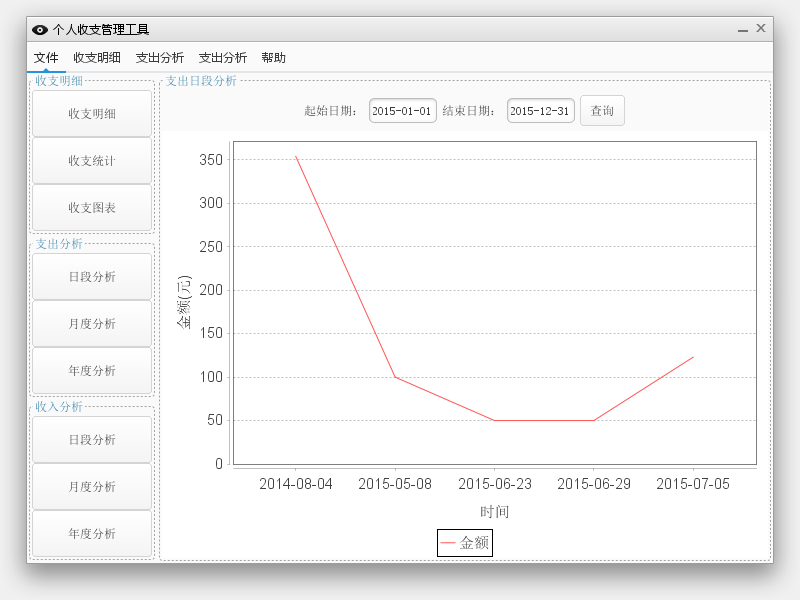 个人收支管理工具
文件 收支明细 支出分析 支出分析 帮助
收支明细
收支明细
收支统计
收支图表
支出分析
日段分析
月度分析
年度分析
收入分析
日段分析
月度分析
年度分析
支出日段分析
起始日期： 2015-01-01 结束日期： 2015-12-31 查询
金额(元)
350
300
250
200
150
100
50
0
2014-08-04 2015-05-08 2015-06-23 2015-06-29 2015-07-05
时间
金额